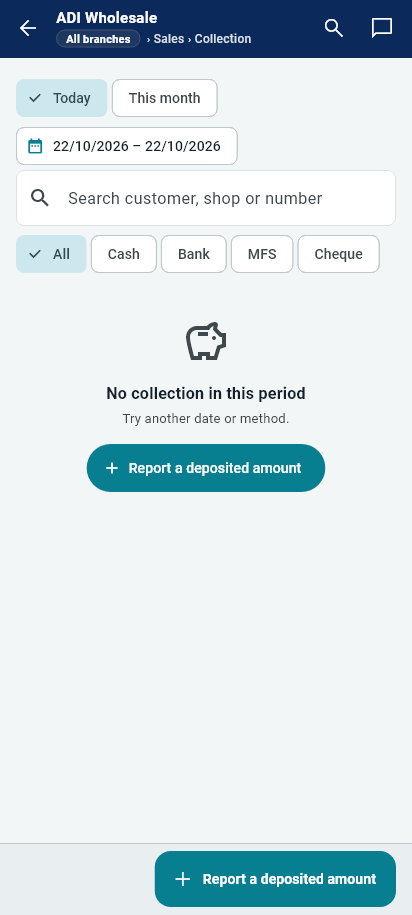 ADI Wholesale
All branches › Sales › Collection
Today This month
22/10/2026 – 22/10/2026
Search customer, shop or number
All Cash Bank MFS Cheque
No collection in this period
Try another date or method.
Report a deposited amount
Report a deposited amount